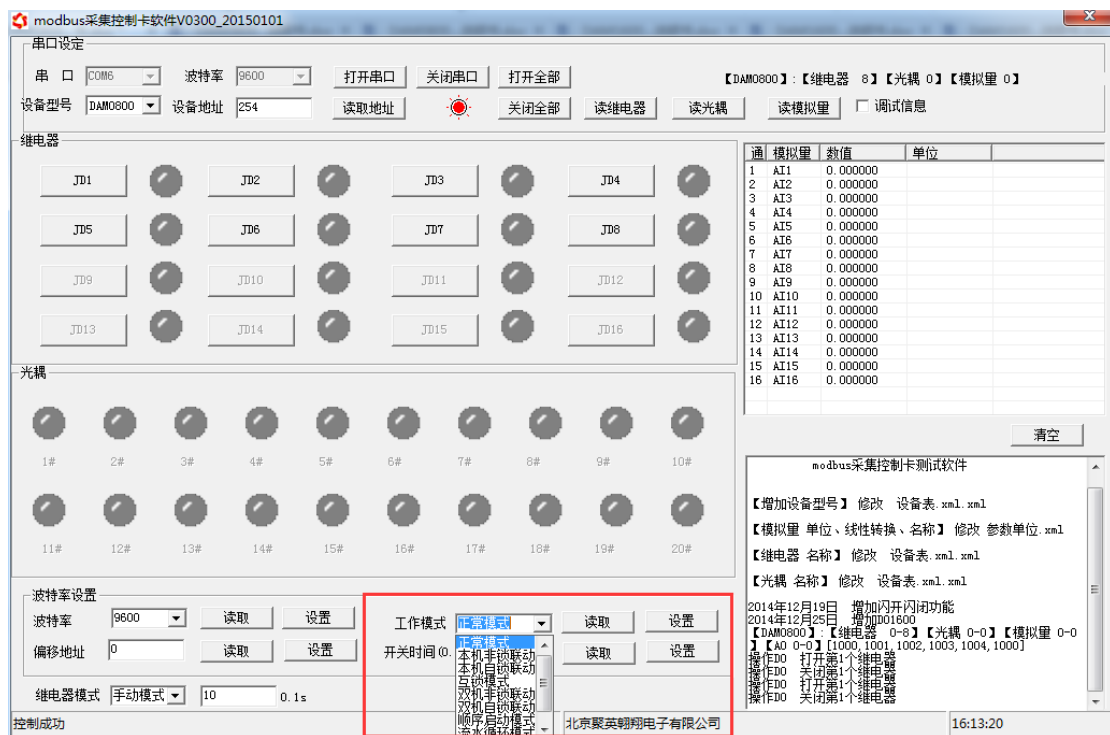 modbus采集控制卡软件V0300_20150101
串口设定
串 口 COM6 波特率 9600 打开串口 关闭串口 打开全部 【DAM0800】:【继电器 8】【光耦 0】【模拟量 0】
设备型号 DAM0800 设备地址 254 读取地址 关闭全部 读继电器 读光耦 读模拟量 调试信息
继电器
JD1 JD2 JD3 JD4
JD5 JD6 JD7 JD8
JD9 JD10 JD11 JD12
JD13 JD14 JD15 JD16
通 模拟量 数值 单位
1 AI1 0.000000
2 AI2 0.000000
3 AI3 0.000000
4 AI4 0.000000
5 AI5 0.000000
6 AI6 0.000000
7 AI7 0.000000
8 AI8 0.000000
9 AI9 0.000000
10 AI10 0.000000
11 AI11 0.000000
12 AI12 0.000000
13 AI13 0.000000
14 AI14 0.000000
15 AI15 0.000000
16 AI16 0.000000
光耦
1# 2# 3# 4# 5# 6# 7# 8# 9# 10#
11# 12# 13# 14# 15# 16# 17# 18# 19# 20#
清空
modbus采集控制卡测试软件
【增加设备型号】 修改 设备表.xml.xml
【模拟量 单位、线性转换、名称】 修改 参数单位.xml
【继电器 名称】 修改 设备表.xml.xml
【光耦 名称】 修改 设备表.xml.xml
2014年12月19日 增加闪开闪闭功能
2014年12月25日 增加DO1600
【DAM0800】:【继电器 0-8】【光耦 0-0】【模拟量 0-0
】【AO 0-0】[1000,1001,1002,1003,1004,1000]
操作DO 打开第1个继电器
操作DO 关闭第1个继电器
操作DO 打开第1个继电器
操作DO 关闭第1个继电器
波特率设置
波特率 9600 读取 设置
偏移地址 0 读取 设置
继电器模式 手动模式 10 0.1s
工作模式 正常模式 读取 设置
开关时间(0. 读取 设置
正常模式
本机非锁联动
本机自锁联动
互锁模式
双机非锁联动
双机自锁联动
顺序启动模式
流水循环模式
控制成功 北京聚英翱翔电子有限公司 16:13:20